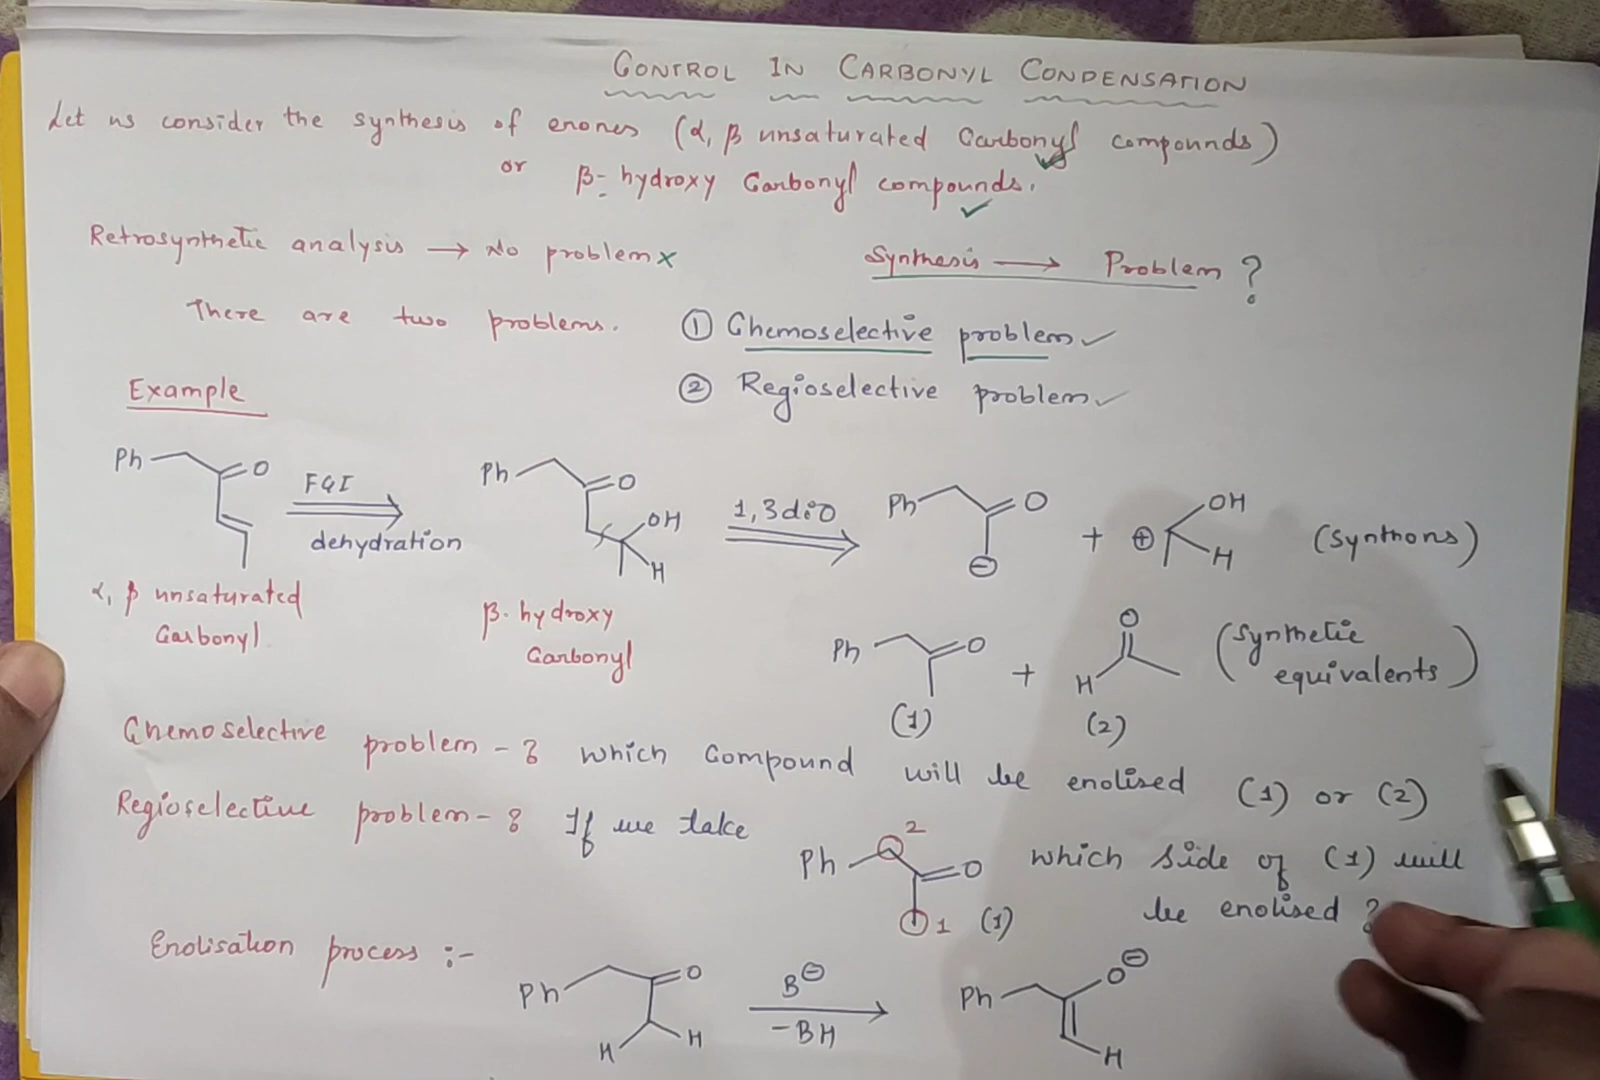 CONTROL IN CARBONYL CONDENSATION
Let us consider the synthesis of enones (α, β unsaturated Carbonyl compounds)
or β- hydroxy Carbonyl compounds.
Retrosynthetic analysis → No problem x Synthesis → Problem ?
There are two problems. ① Chemoselective problem ✓
② Regioselective problem ✓
Example
Ph O FGI dehydration Ph O OH H 1,3 diO Ph O ⊖ + ⊕ OH H (Synthons)
α, β unsaturated Carbonyl
β- hydroxy Carbonyl
Ph O (1) + O H (2) (Synthetic equivalents)
Chemoselective problem - ? which compound will be enolised (1) or (2)
Regioselective problem - ? If we take Ph 2 O 1 (1) which side of (1) will be enolised ?
Enolisation process :-
Ph O H H B⊖ -BH Ph O⊖ H